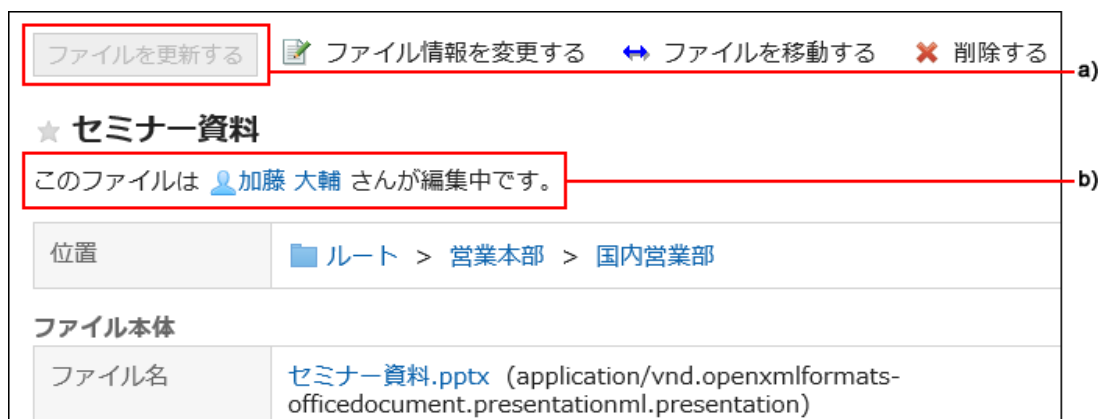 ファイルを更新する ファイル情報を変更する ファイルを移動する 削除する
a)
セミナー資料
このファイルは 加藤 大輔 さんが編集中です。
b)
位置 ルート > 営業本部 > 国内営業部
ファイル本体
ファイル名 セミナー資料.pptx (application/vnd.openxmlformats-
officedocument.presentationml.presentation)